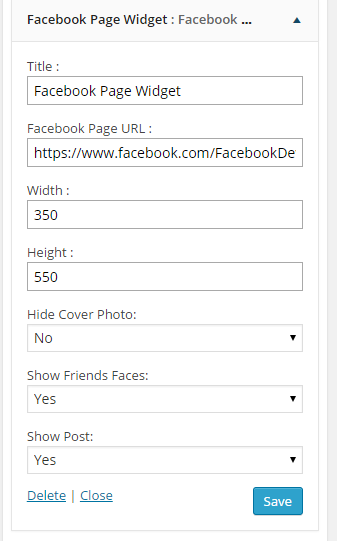 Facebook Page Widget : Facebook ...
Title :
Facebook Page Widget
Facebook Page URL :
https://www.facebook.com/FacebookDe
Width :
350
Height :
550
Hide Cover Photo:
No
Show Friends Faces:
Yes
Show Post:
Yes
Delete | Close Save